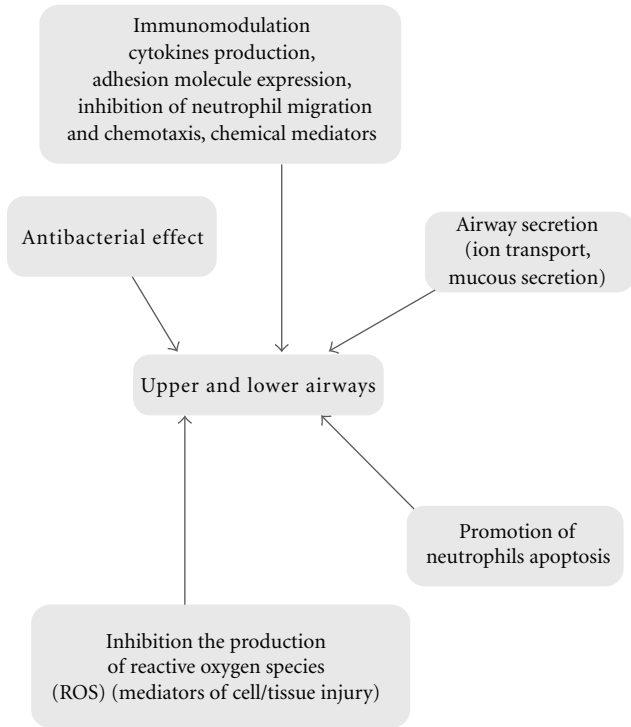 Immunomodulation
cytokines production,
adhesion molecule expression,
inhibition of neutrophil migration
and chemotaxis, chemical mediators
Antibacterial effect
Airway secretion
(ion transport,
mucous secretion)
Upper and lower airways
Promotion of
neutrophils apoptosis
Inhibition the production
of reactive oxygen species
(ROS) (mediators of cell/tissue injury)